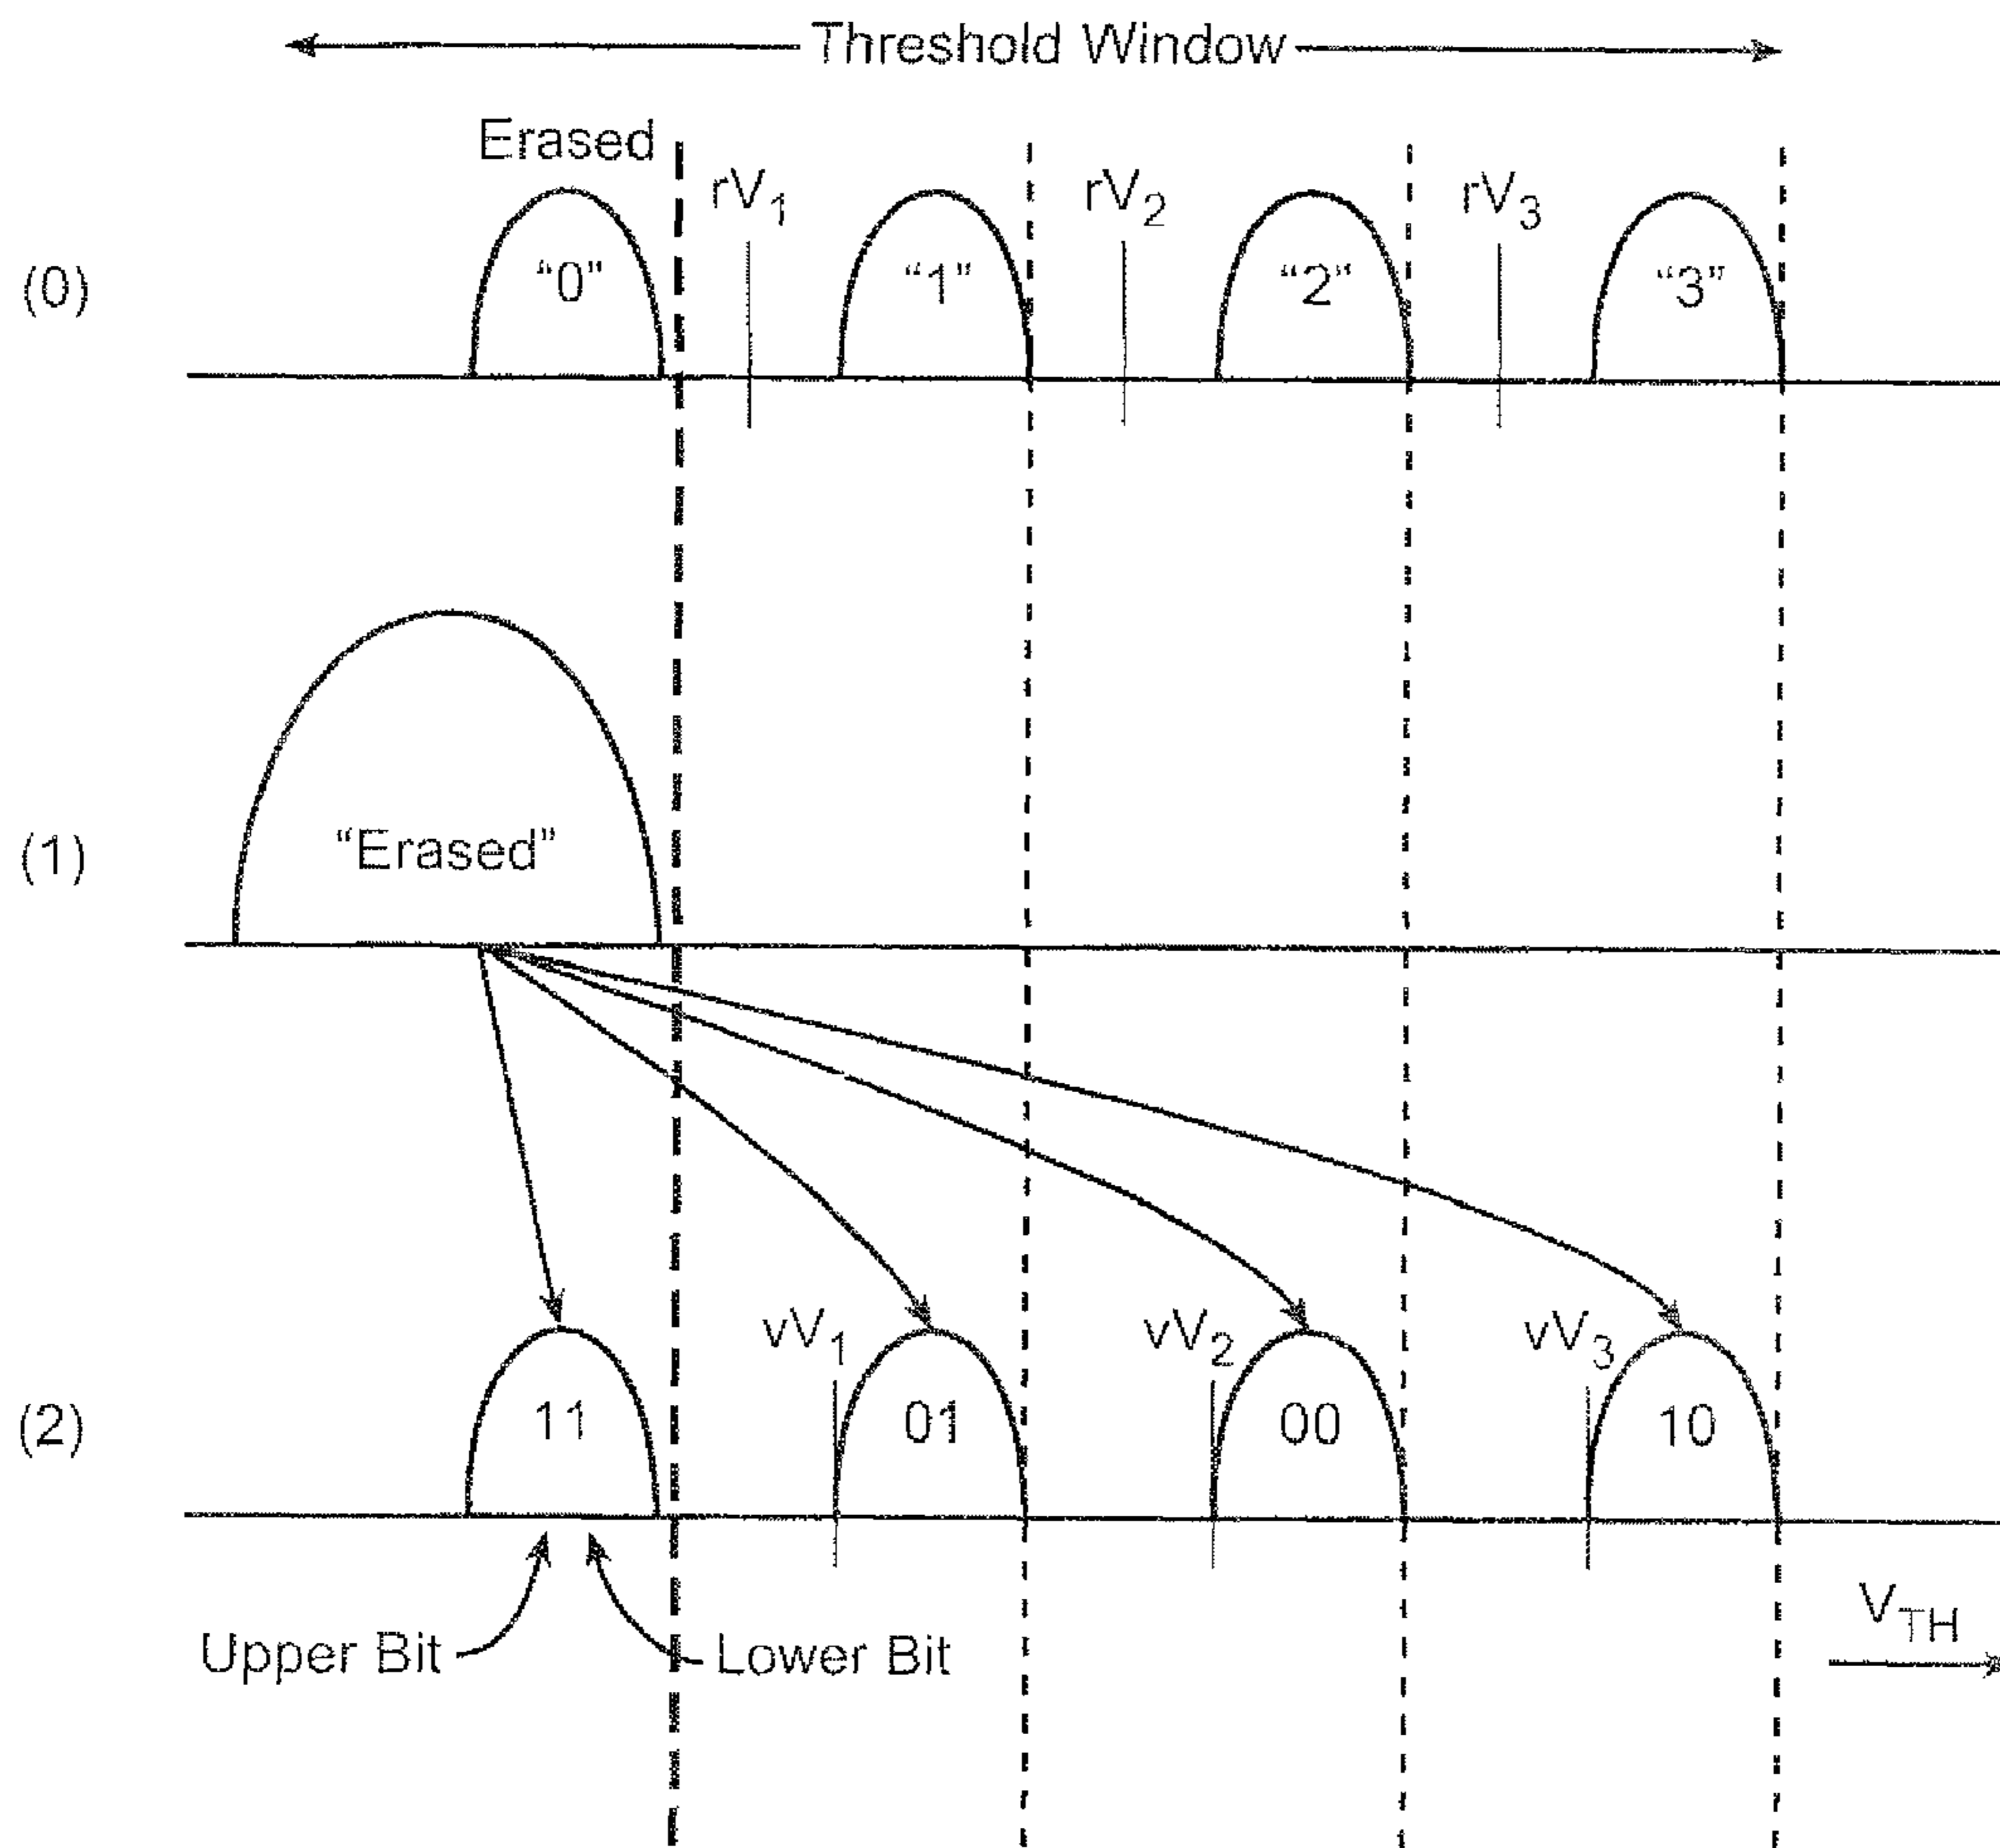 Threshold Window
Erased
rV1 rV2 rV3
(0) “0” “1” “2” “3”
(1) “Erased”
vV1 vV2 vV3
(2) 11 01 00 10
Upper Bit Lower Bit
VTH